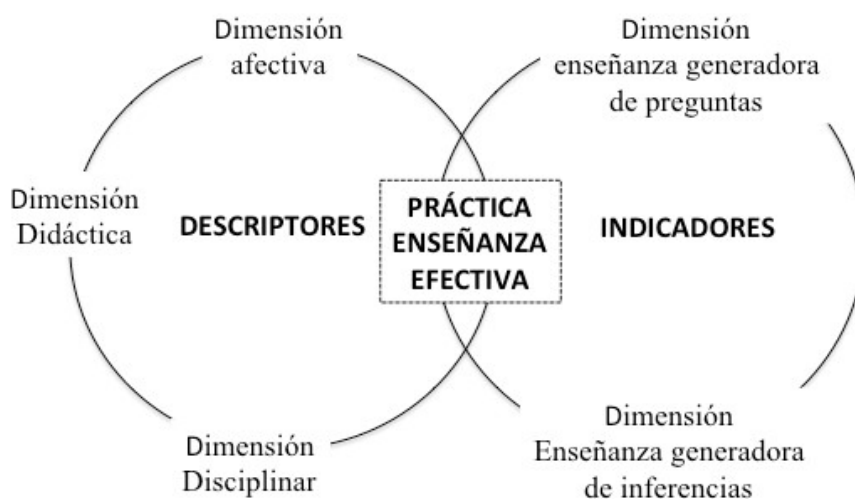 Dimensión
afectiva
Dimensión
enseñanza generadora
de preguntas
Dimensión
Didáctica
DESCRIPTORES
PRÁCTICA
ENSEÑANZA
EFECTIVA
INDICADORES
Dimensión
Disciplinar
Dimensión
Enseñanza generadora
de inferencias